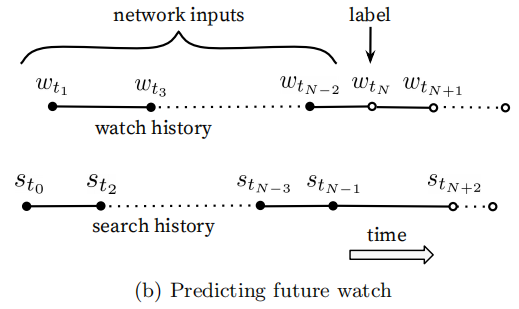 network inputs label
w_{t_1} w_{t_3} w_{t_{N-2}} w_{t_N} w_{t_{N+1}}
watch history
s_{t_0} s_{t_2} s_{t_{N-3}} s_{t_{N-1}} s_{t_{N+2}}
search history
time
(b) Predicting future watch